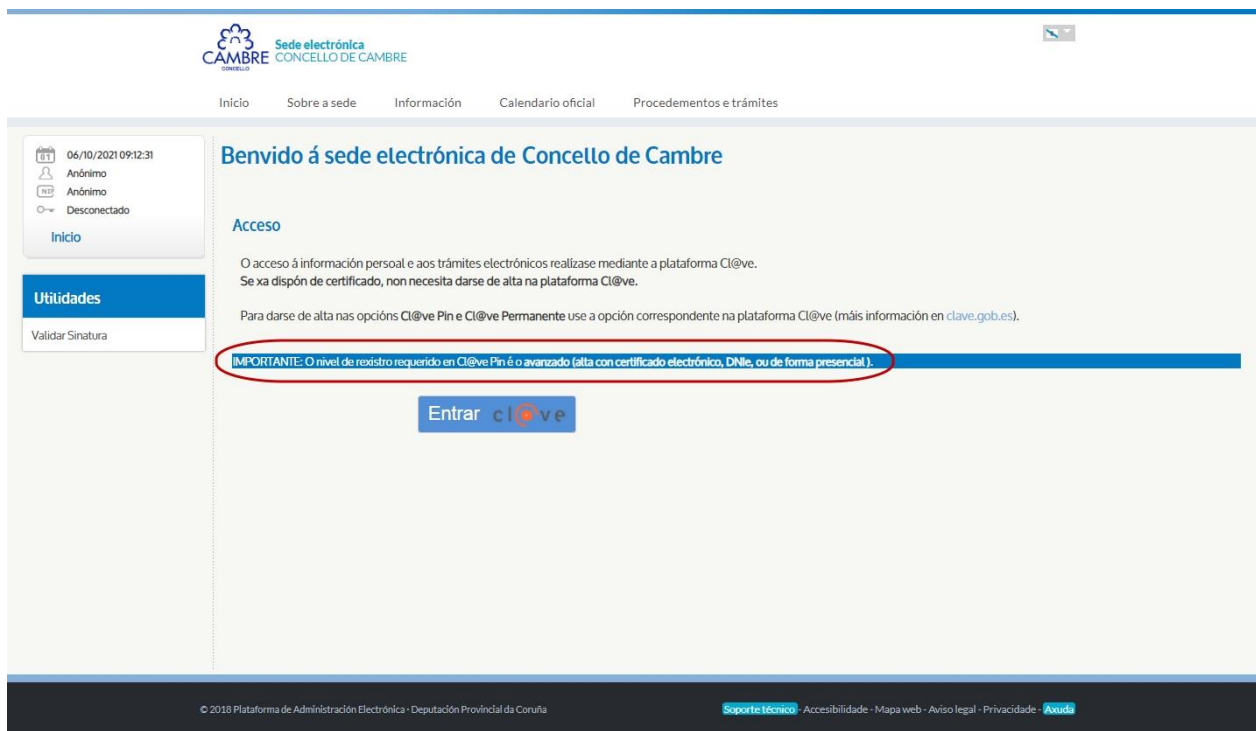 CAMBRE
CONCELLO
Sede electrónica
CONCELLO DE CAMBRE
Inicio Sobre a sede Información Calendario oficial Procedementos e trámites
01 06/10/2021 09:12:31
Anónimo
NIF Anónimo
Desconectado
Inicio
Utilidades
Validar Sinatura
Benvido á sede electrónica de Concello de Cambre
Acceso
O acceso á información persoal e aos trámites electrónicos realízase mediante a plataforma Cl@ve.
Se xa dispón de certificado, non necesita darse de alta na plataforma Cl@ve.
Para darse de alta nas opcións Cl@ve Pin e Cl@ve Permanente use a opción correspondente na plataforma Cl@ve (máis información en clave.gob.es).
IMPORTANTE: O nivel de rexistro requerido en Cl@ve Pin é o avanzado (alta con certificado electrónico, DNIe, ou de forma presencial ).
Entrar cl@ve
© 2018 Plataforma de Administración Electrónica - Deputación Provincial da Coruña
Soporte técnico - Accesibilidade - Mapa web - Aviso legal - Privacidade - Axuda